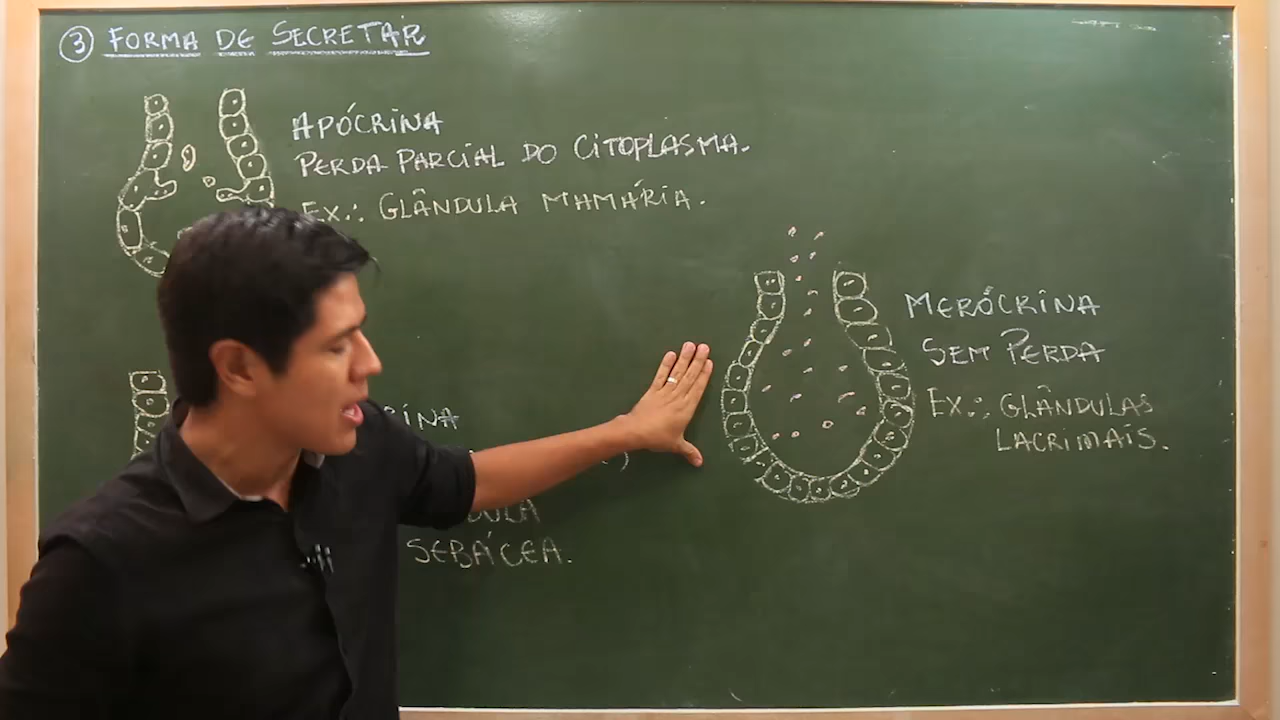 3 FORMA DE SECRETAR
APÓCRINA
PERDA PARCIAL DO CITOPLASMA.
EX.: GLÂNDULA MAMÁRIA.
MERÓCRINA
SEM PERDA
EX.: GLÂNDULAS
LACRIMAIS.
SEBÁCEA.